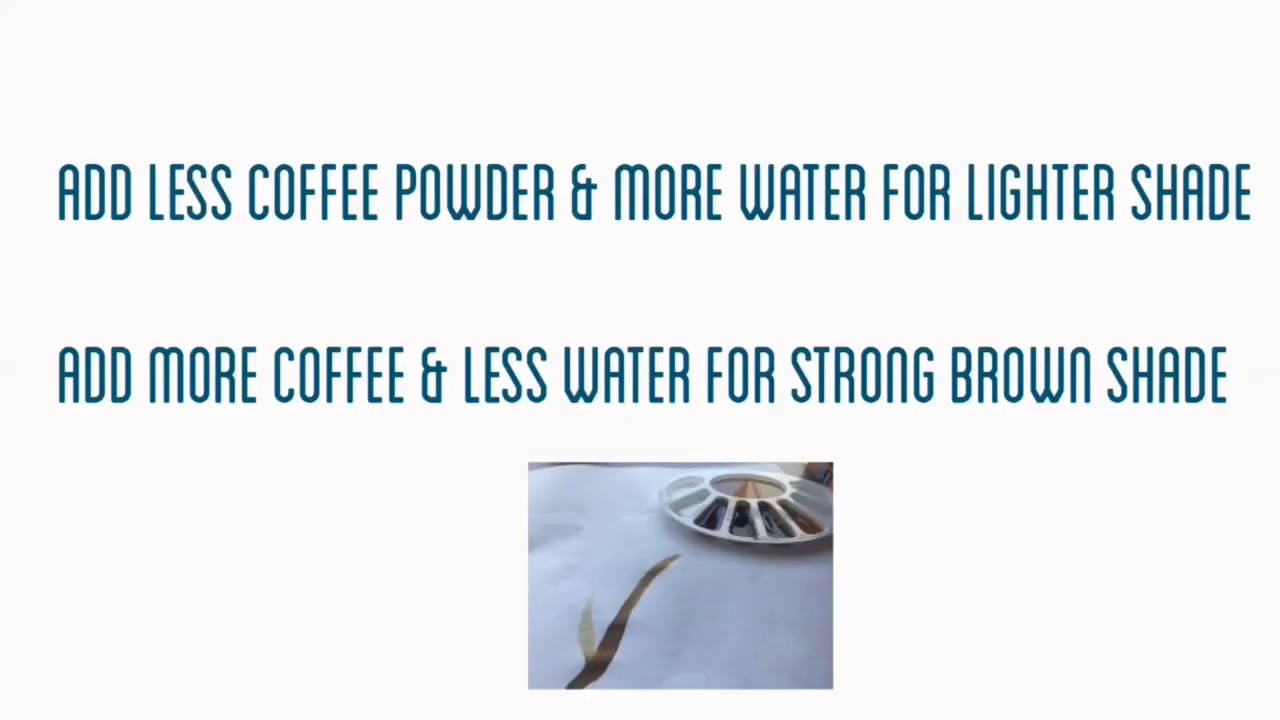 ADD LESS COFFEE POWDER & MORE WATER FOR LIGHTER SHADE
ADD MORE COFFEE & LESS WATER FOR STRONG BROWN SHADE